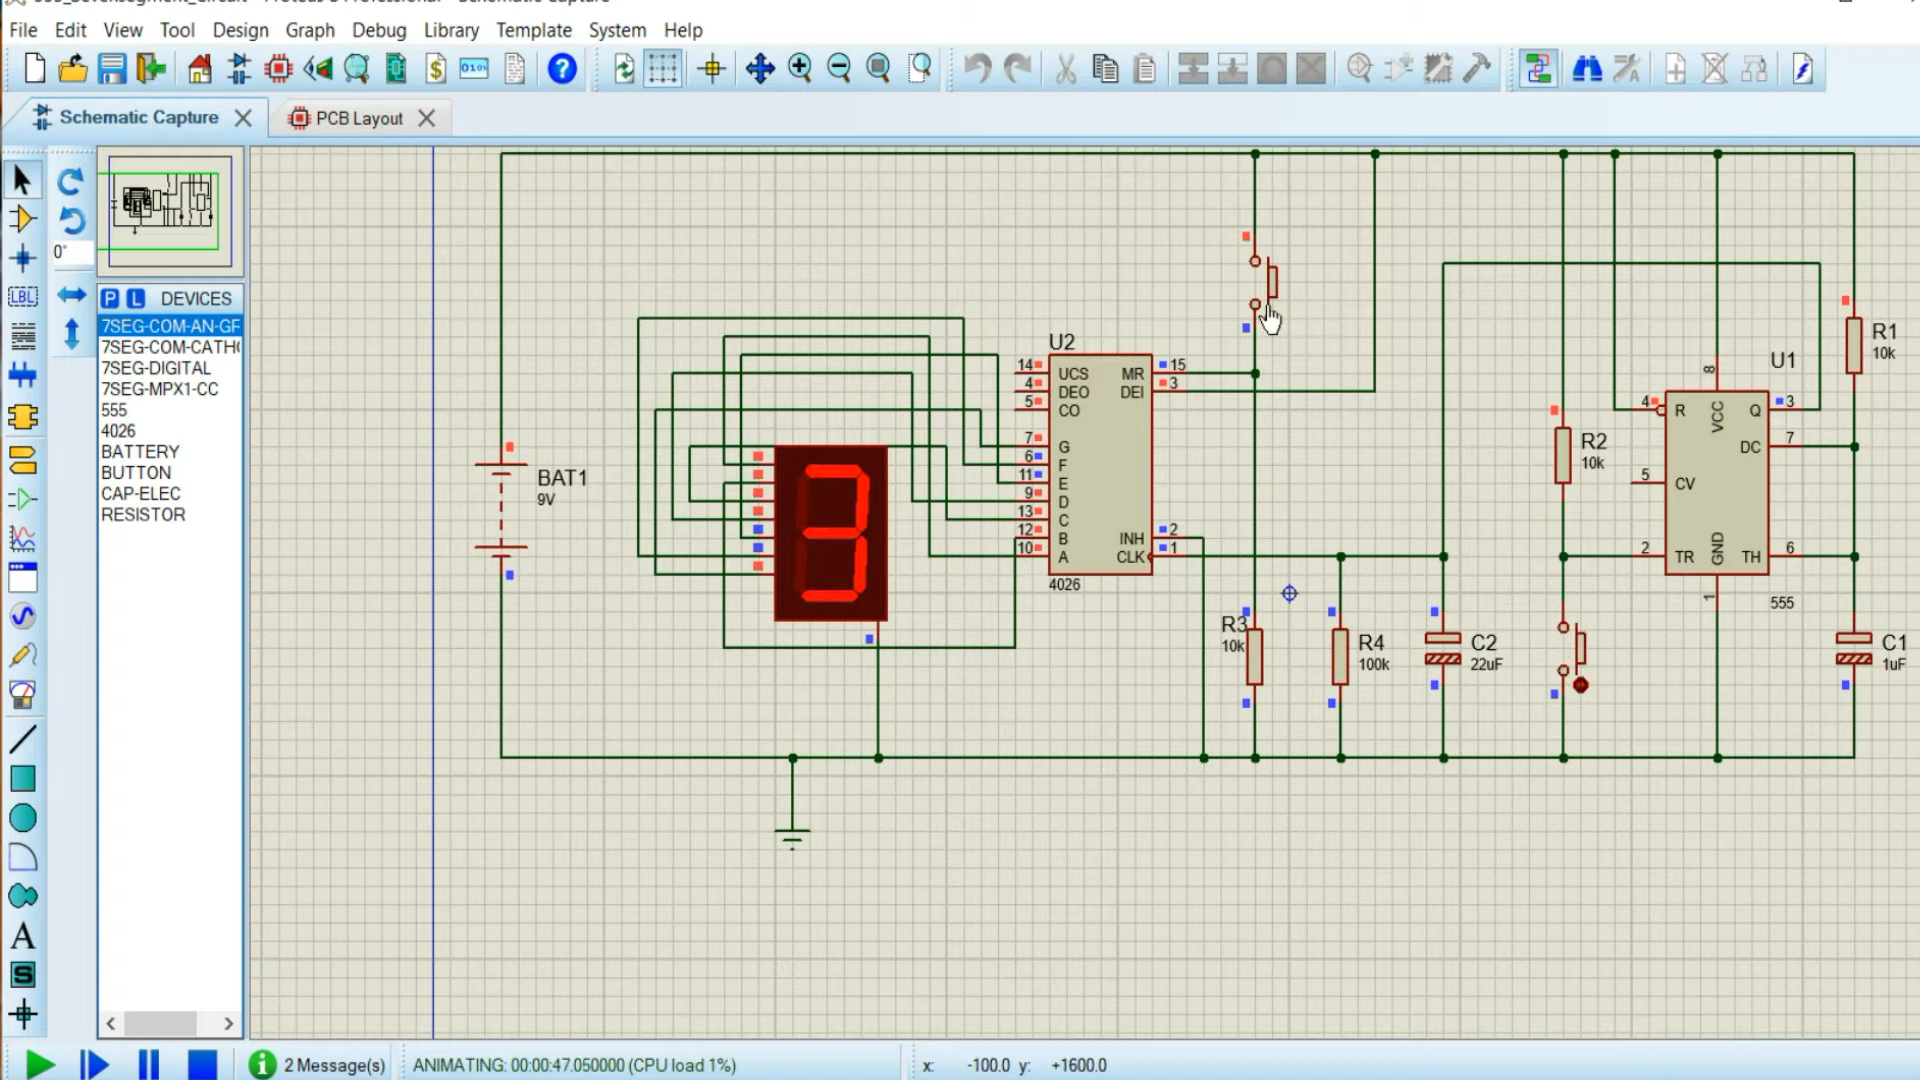 File Edit View Tool Design Graph Debug Library Template System Help
Schematic Capture
PCB Layout
0°
P L DEVICES
7SEG-COM-AN-GF
7SEG-COM-CATH(
7SEG-DIGITAL
7SEG-MPX1-CC
555
4026
BATTERY
BUTTON
CAP-ELEC
RESISTOR
LBL
A
S
BAT1
9V
3
U2
14 UCS MR 15
4 DEO DEI 3
5 CO
7 G
6 F
11 E
9 D
13 C
12 B INH 2
10 A CLK 1
4026
R3
10k
R4
100k
C2
22uF
R2
10k
U1
8
4 R VCC Q 3
DC 7
5 CV
2 TR GND TH 6
1
555
R1
10k
C1
1uF
2 Message(s)
ANIMATING: 00:00:47.050000 (CPU load 1%)
x: -100.0 y: +1600.0